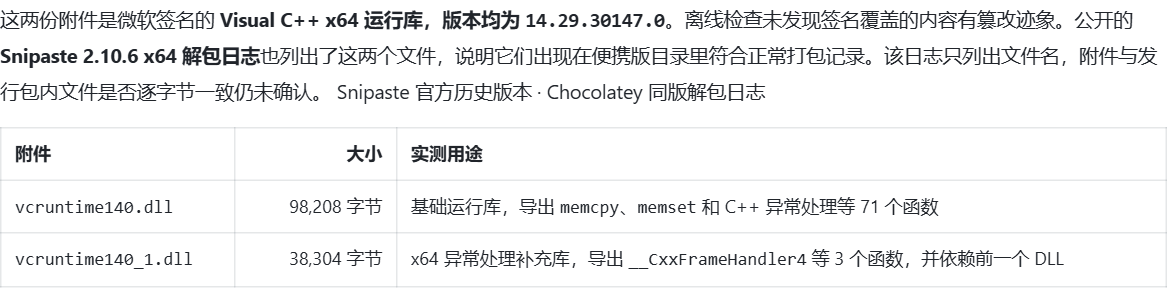 这两份附件是微软签名的 Visual C++ x64 运行库，版本均为 14.29.30147.0。离线检查未发现签名覆盖的内容有篡改迹象。公开的
Snipaste 2.10.6 x64 解包日志也列出了这两个文件，说明它们出现在便携版目录里符合正常打包记录。该日志只列出文件名，附件与发
行包内文件是否逐字节一致仍未确认。 Snipaste 官方历史版本 · Chocolatey 同版解包日志
附件 大小 实测用途
vcruntime140.dll 98,208 字节 基础运行库，导出 memcpy、memset 和 C++ 异常处理等 71 个函数
vcruntime140_1.dll 38,304 字节 x64 异常处理补充库，导出 __CxxFrameHandler4 等 3 个函数，并依赖前一个 DLL